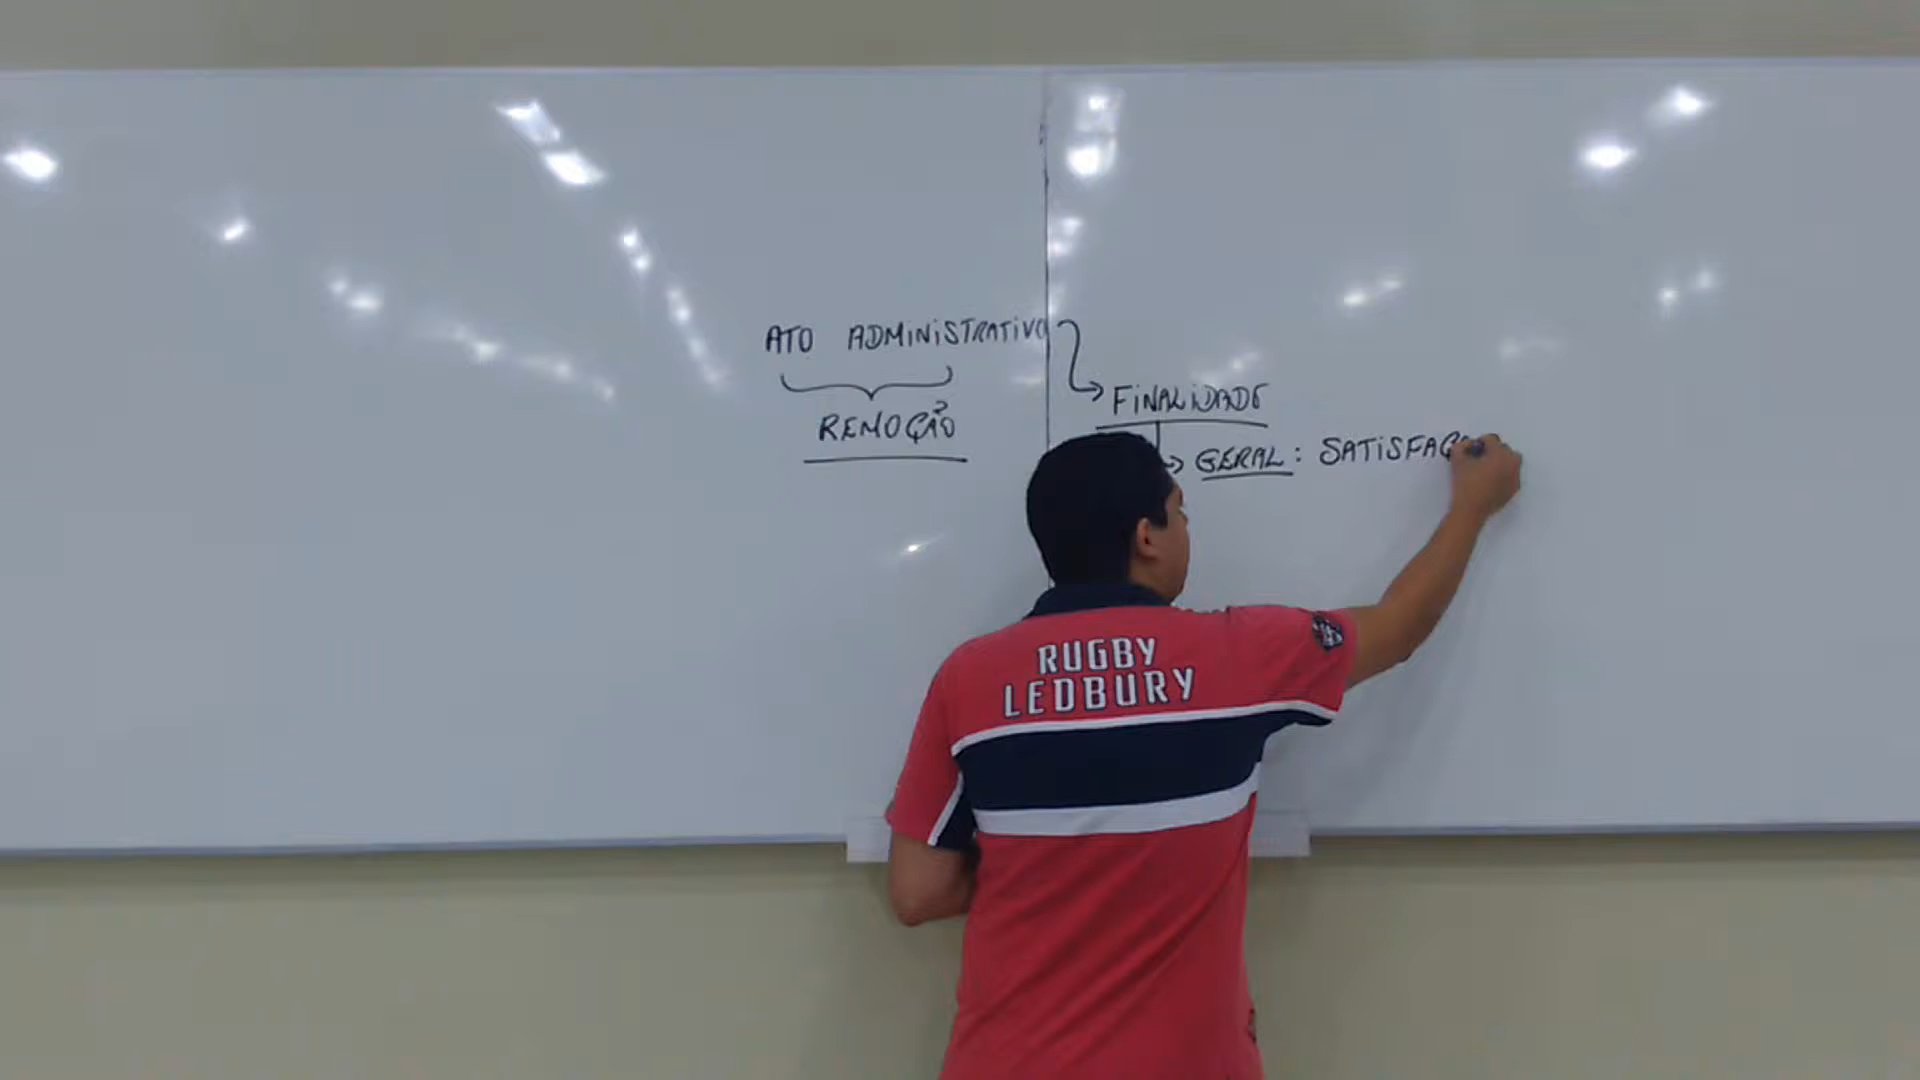 ATO ADMINISTRATIVO
REMOÇÃO
FINALIDADE
GERAL: SATISFAÇ
RUGBY
LEDBURY